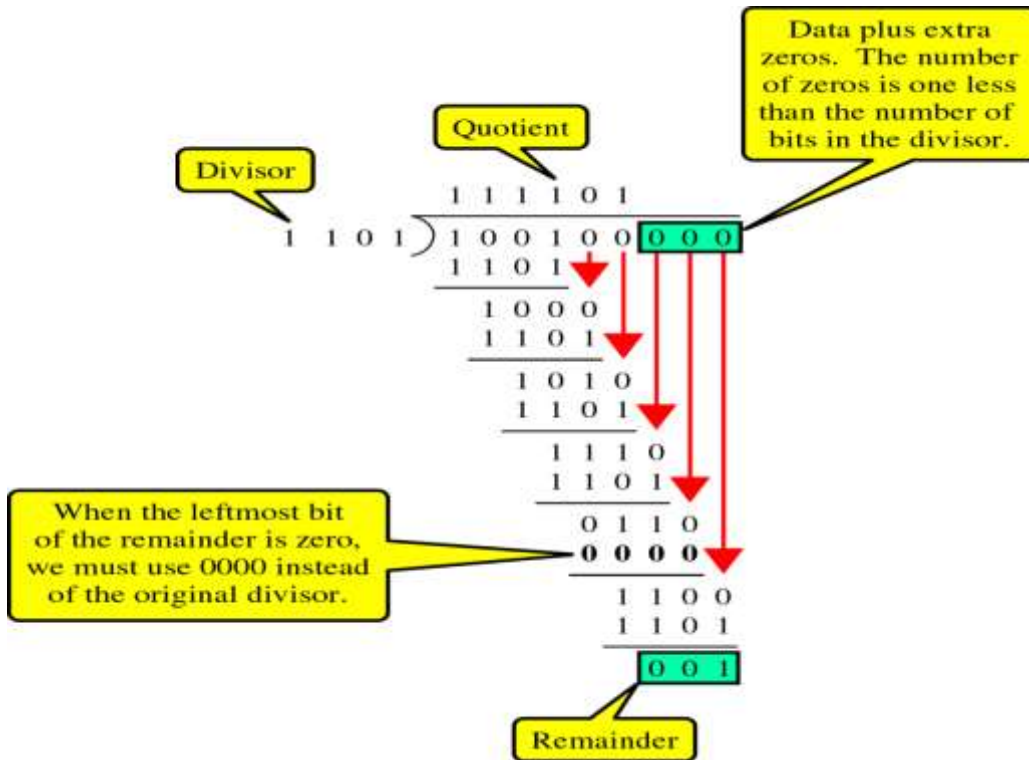 Data plus extra
zeros. The number
of zeros is one less
than the number of
bits in the divisor.
Quotient
Divisor
1 1 1 1 0 1
1 1 0 1 1 0 0 1 0 0 0 0 0
1 1 0 1
1 0 0 0
1 1 0 1
1 0 1 0
1 1 0 1
1 1 1 0
1 1 0 1
When the leftmost bit
of the remainder is zero,
we must use 0000 instead
of the original divisor.
0 1 1 0
0 0 0 0
1 1 0 0
1 1 0 1
0 0 1
Remainder